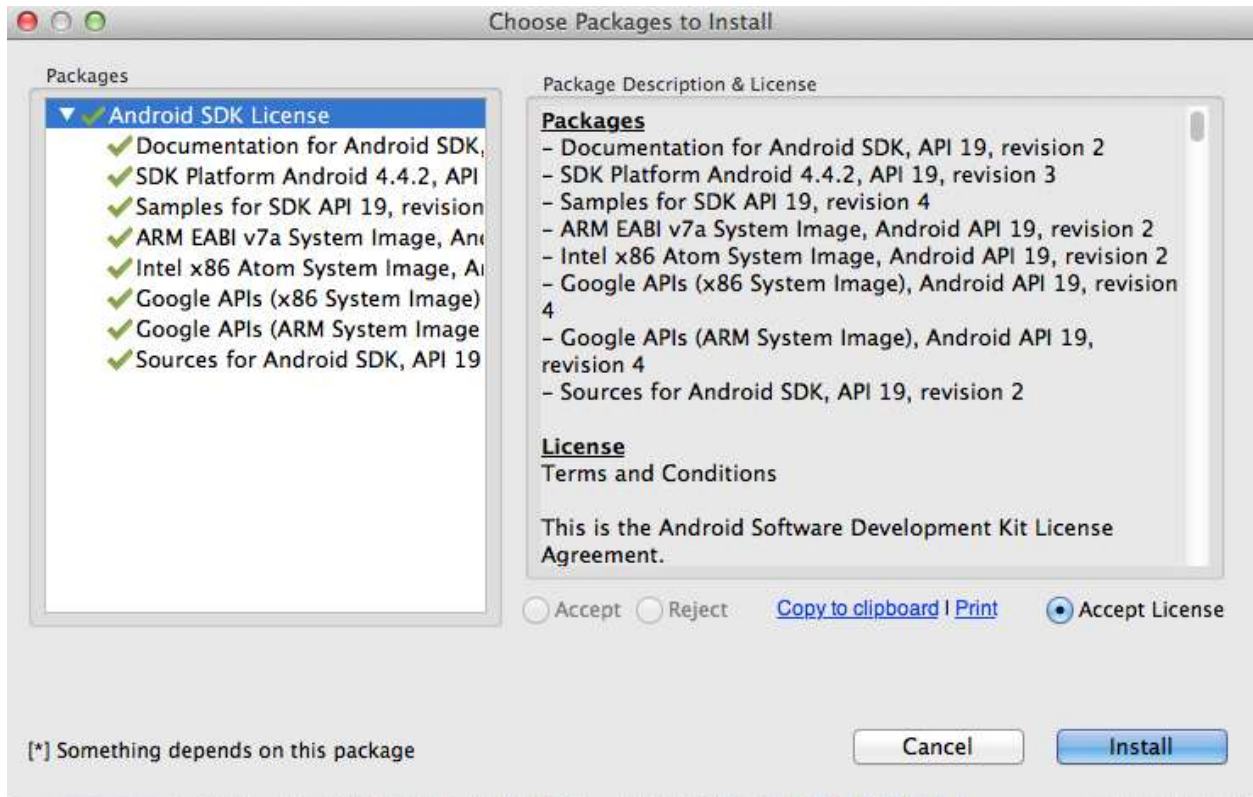 Choose Packages to Install
Packages
Android SDK License
Documentation for Android SDK,
SDK Platform Android 4.4.2, API
Samples for SDK API 19, revision
ARM EABI v7a System Image, An
Intel x86 Atom System Image, A
Google APIs (x86 System Image)
Google APIs (ARM System Image
Sources for Android SDK, API 19
Package Description & License
Packages
– Documentation for Android SDK, API 19, revision 2
– SDK Platform Android 4.4.2, API 19, revision 3
– Samples for SDK API 19, revision 4
– ARM EABI v7a System Image, Android API 19, revision 2
– Intel x86 Atom System Image, Android API 19, revision 2
– Google APIs (x86 System Image), Android API 19, revision
4
– Google APIs (ARM System Image), Android API 19,
revision 4
– Sources for Android SDK, API 19, revision 2
License
Terms and Conditions
This is the Android Software Development Kit License
Agreement.
Accept Reject Copy to clipboard | Print Accept License
[*] Something depends on this package
Cancel Install